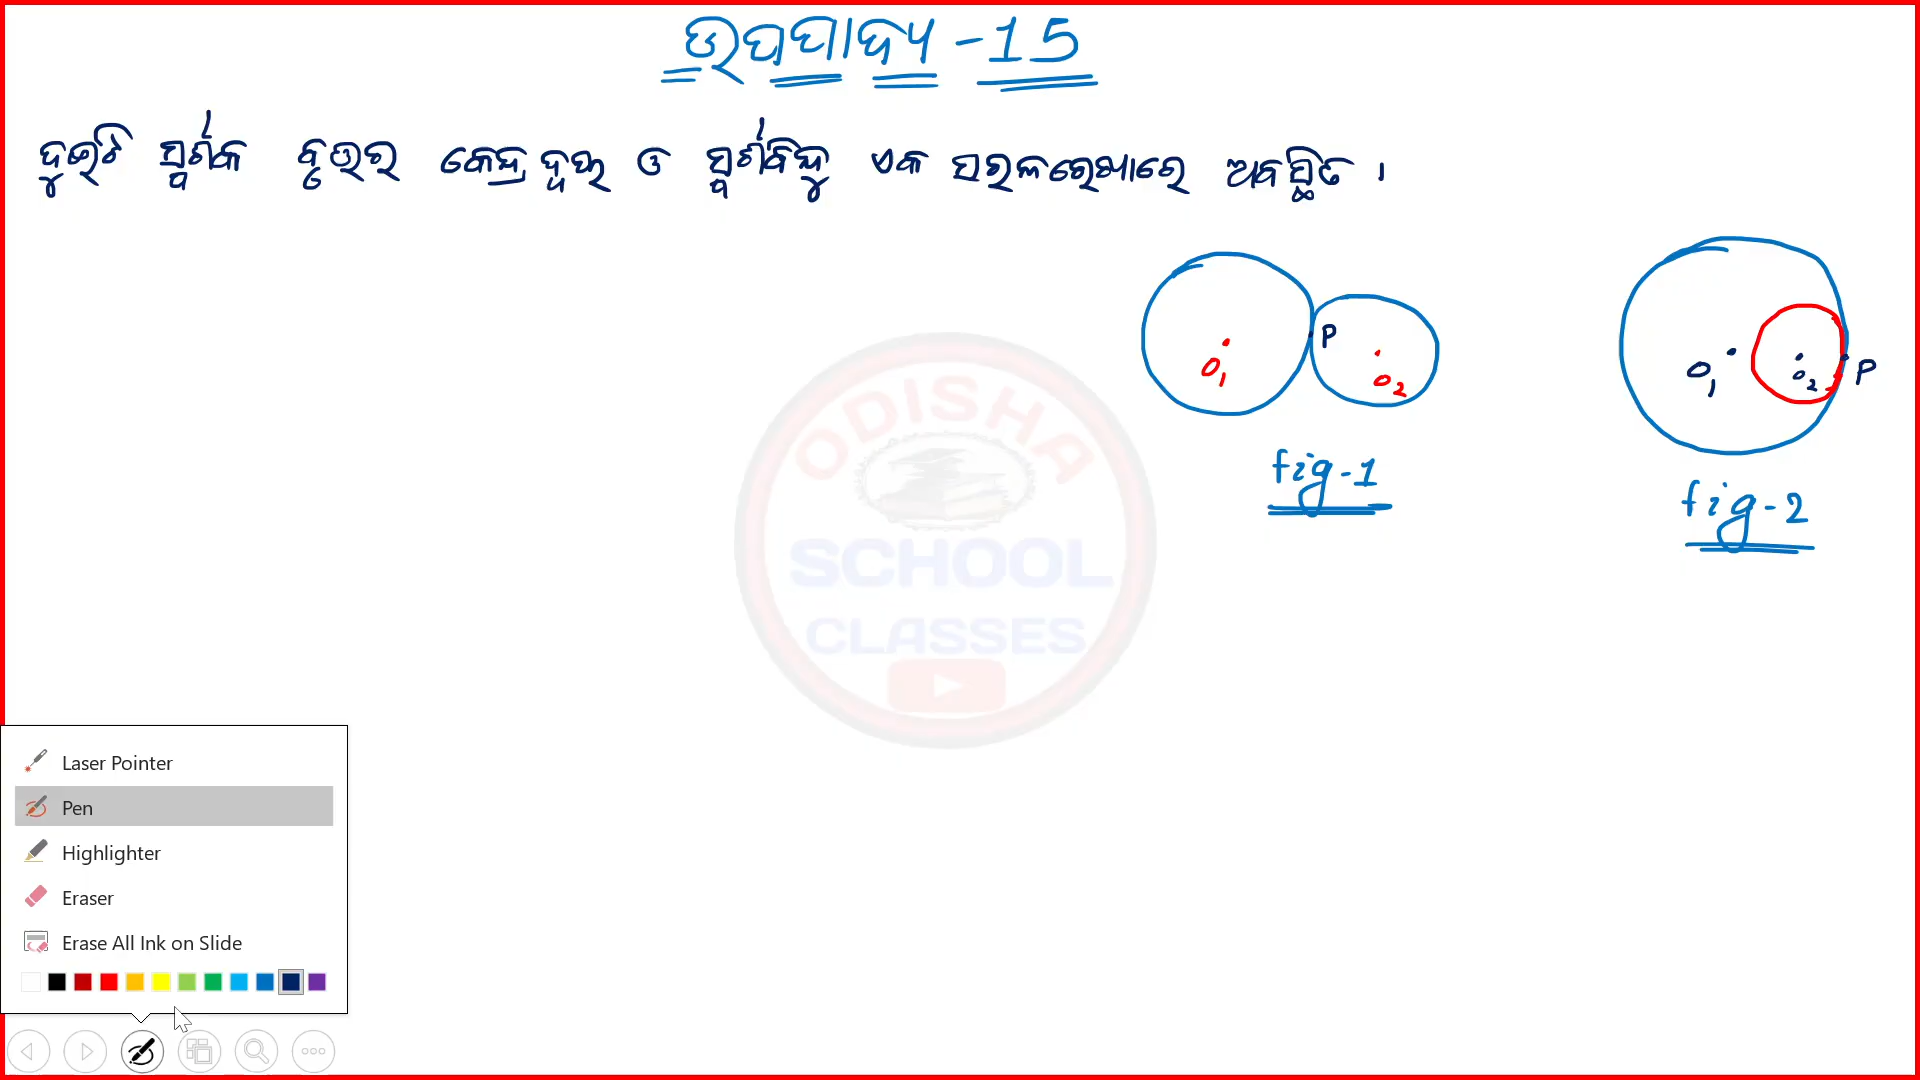 ଉପପାଦ୍ୟ -15
ଦୁଇଟି ସ୍ପର୍ଶକ ବୃତ୍ତର କେନ୍ଦ୍ରଦ୍ୱୟ ଓ ସ୍ପର୍ଶବିନ୍ଦୁ ଏକ ସରଳରେଖାରେ ଅବସ୍ଥିତ ।
O1 P O2
O1 O2 P
fig-1
fig-2
ODISHA
SCHOOL
CLASSES
Laser Pointer
Pen
Highlighter
Eraser
Erase All Ink on Slide